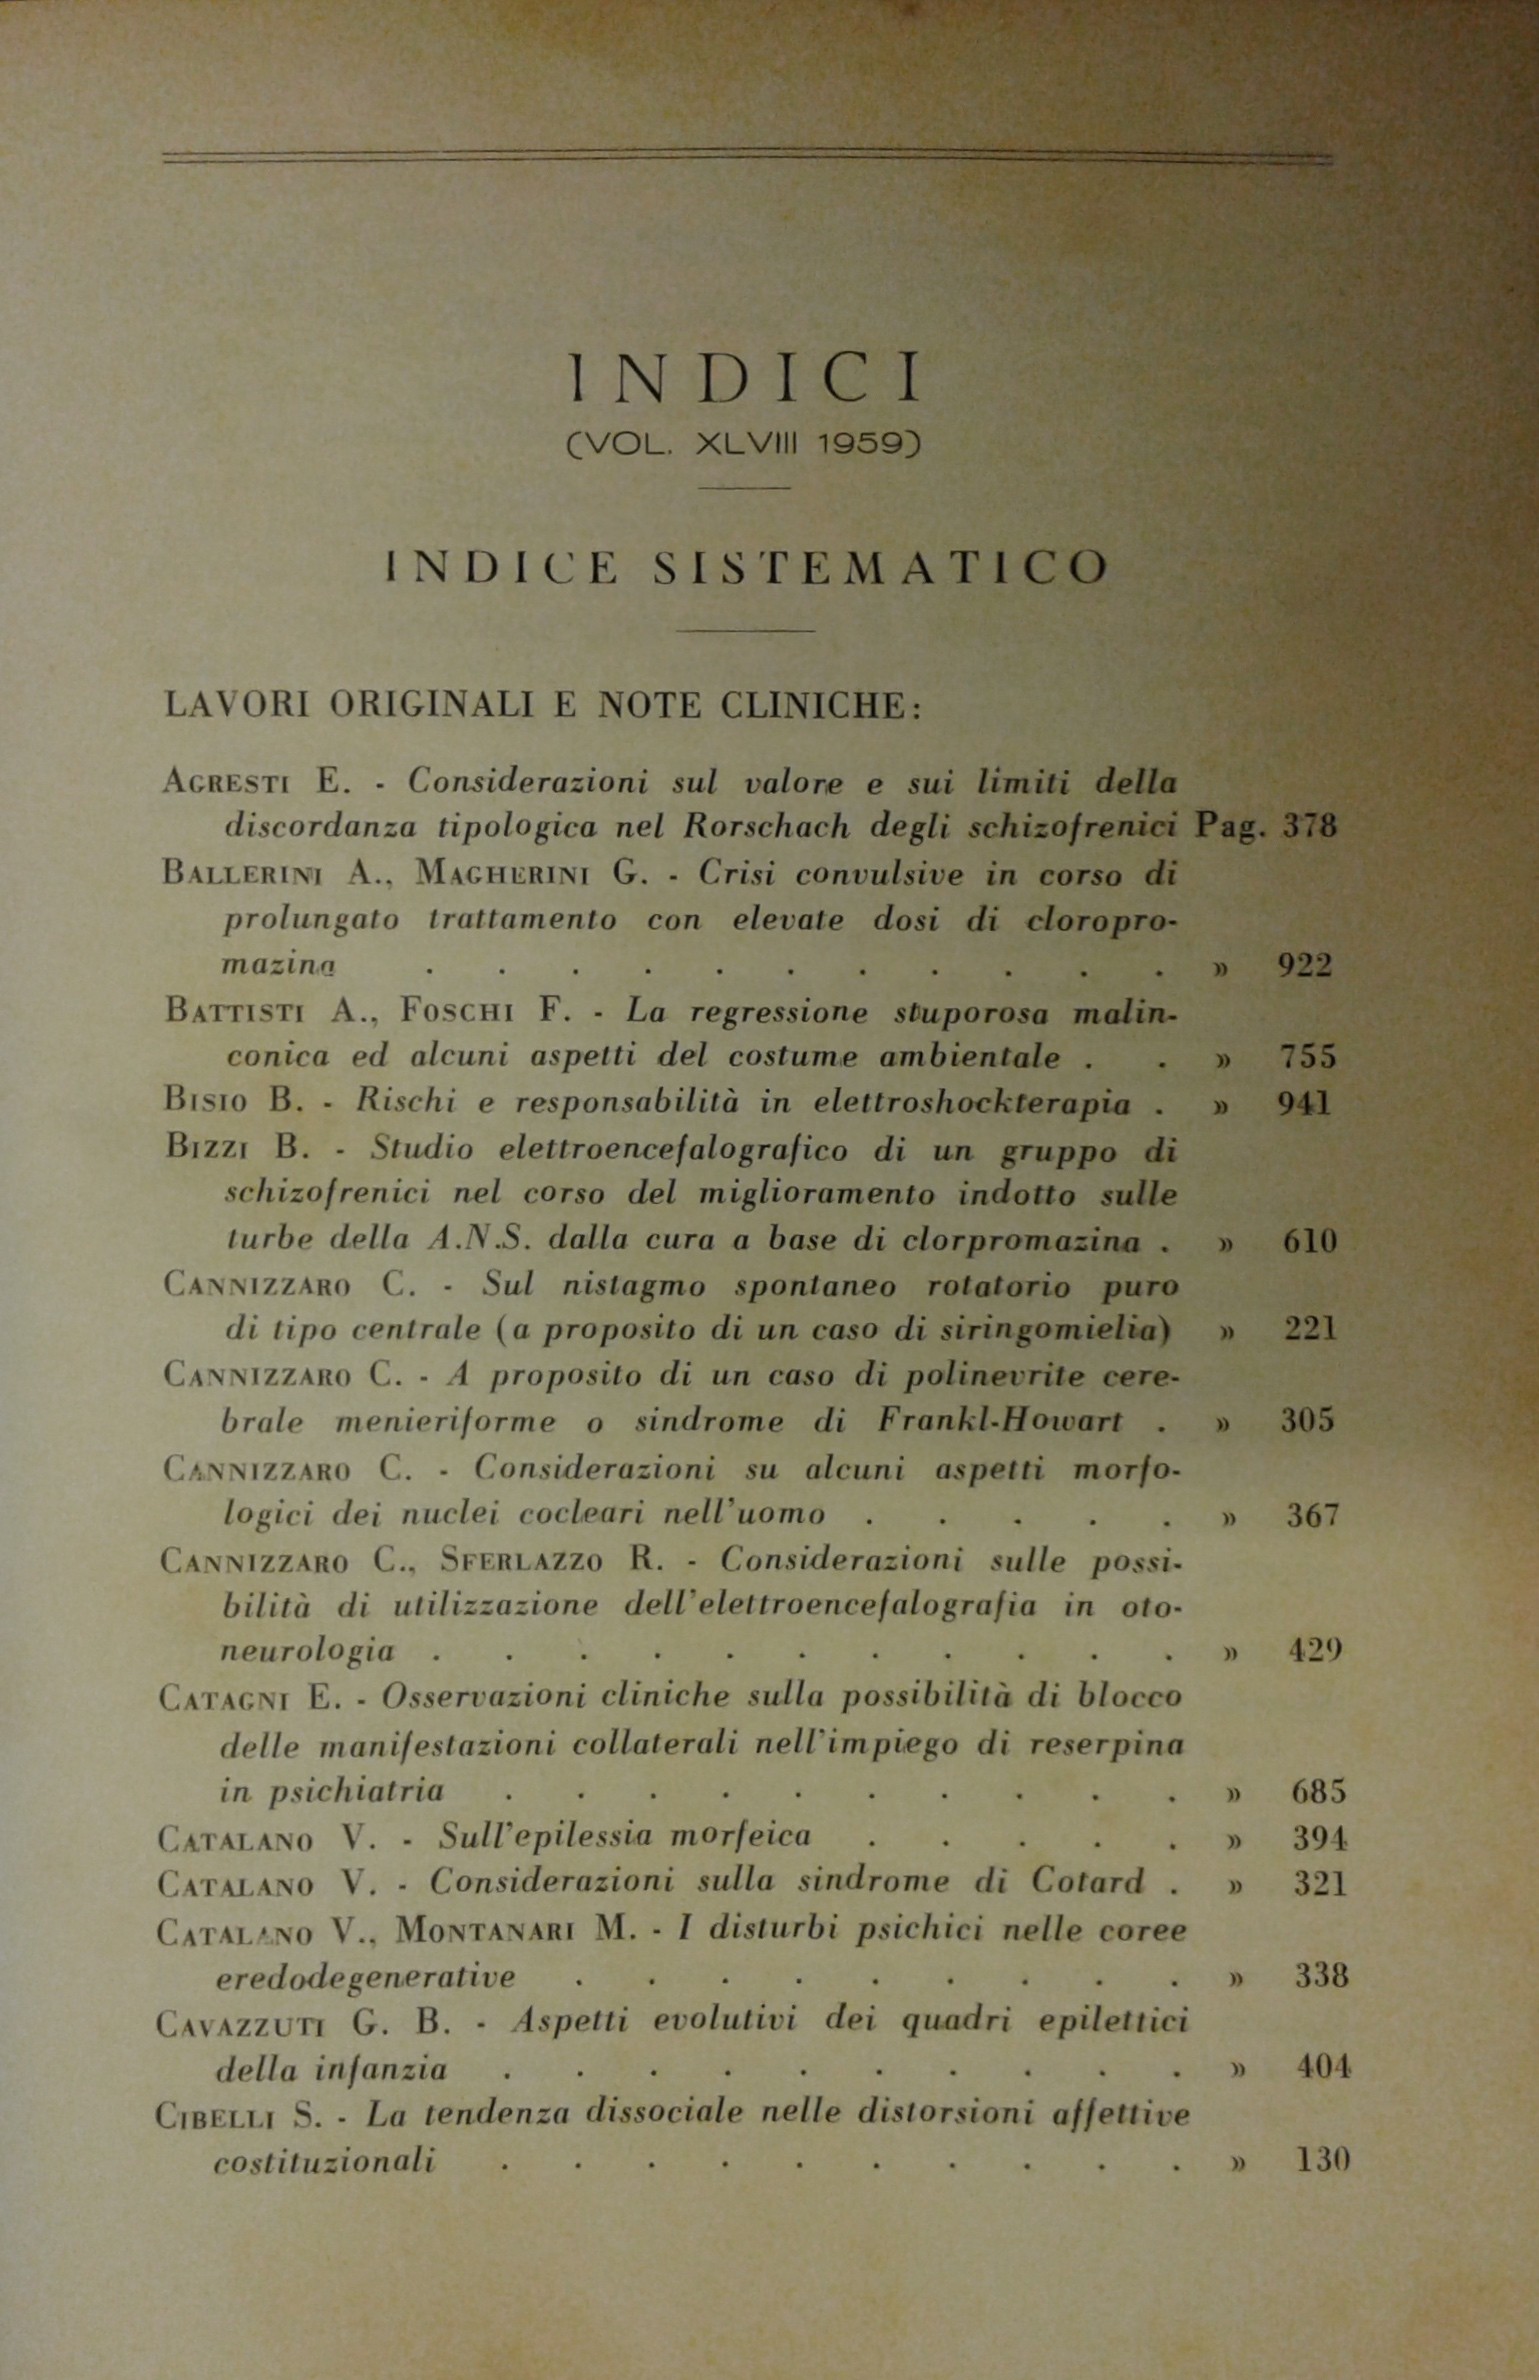 INDICI
(VOL. XLVIII 1959)
INDICE SISTEMATICO
LAVORI ORIGINALI E NOTE CLINICHE:
AGRESTI E. - Considerazioni sul valore e sui limiti della
discordanza tipologica nel Rorschach degli schizofrenici Pag. 378
BALLERINI A., MAGHERINI G. - Crisi convulsive in corso di
prolungato trattamento con elevate dosi di cloropro-
mazina . . . . . . . . . . . » 922
BATTISTI A., FOSCHI F. - La regressione stuporosa malin-
conica ed alcuni aspetti del costume ambientale . . » 755
BISIO B. - Rischi e responsabilità in elettroshockterapia . » 941
BIZZI B. - Studio elettroencefalografico di un gruppo di
schizofrenici nel corso del miglioramento indotto sulle
turbe della A.N.S. dalla cura a base di clorpromazina . » 610
CANNIZZARO C. - Sul nistagmo spontaneo rotatorio puro
di tipo centrale (a proposito di un caso di siringomielia) » 221
CANNIZZARO C. - A proposito di un caso di polinevrite cere-
brale menieriforme o sindrome di Frankl-Howart . » 305
CANNIZZARO C. - Considerazioni su alcuni aspetti morfo-
logici dei nuclei cocleari nell'uomo . . . . . » 367
CANNIZZARO C., SFERLAZZO R. - Considerazioni sulle possi-
bilità di utilizzazione dell'elettroencefalografia in oto-
neurologia . . . . . . . . . . . » 429
CATAGNI E. - Osservazioni cliniche sulla possibilità di blocco
delle manifestazioni collaterali nell'impiego di reserpina
in psichiatria . . . . . . . . . . » 685
CATALANO V. - Sull'epilessia morfeica . . . . . » 394
CATALANO V. - Considerazioni sulla sindrome di Cotard . » 321
CATALANO V., MONTANARI M. - I disturbi psichici nelle coree
eredodegenerative . . . . . . . . . » 338
CAVAZZUTI G. B. - Aspetti evolutivi dei quadri epilettici
della infanzia . . . . . . . . . . » 404
CIBELLI S. - La tendenza dissociale nelle distorsioni affettive
costituzionali . . . . . . . . . . » 130